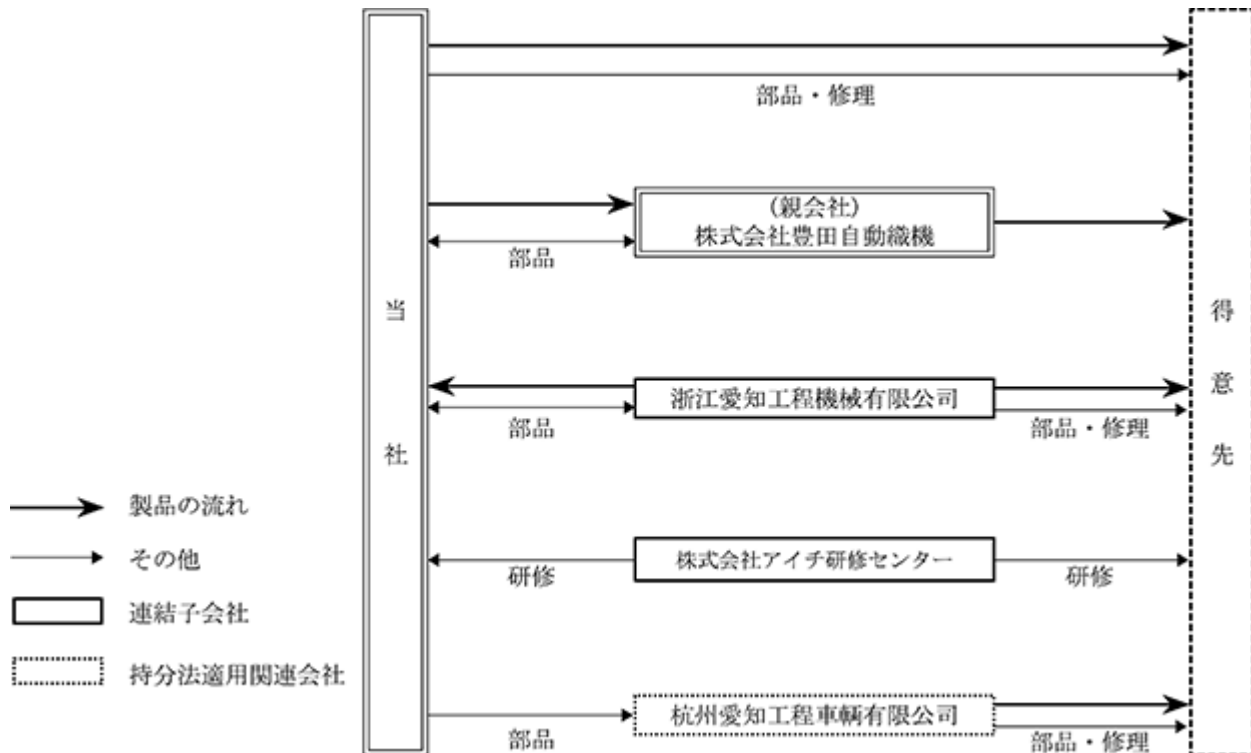 部品・修理
(親会社)
株式会社豊田自動織機
部品
当社
得意先
浙江愛知工程機械有限公司
部品
部品・修理
製品の流れ
その他
株式会社アイチ研修センター
研修
研修
連結子会社
持分法適用関連会社
杭州愛知工程車輌有限公司
部品
部品・修理